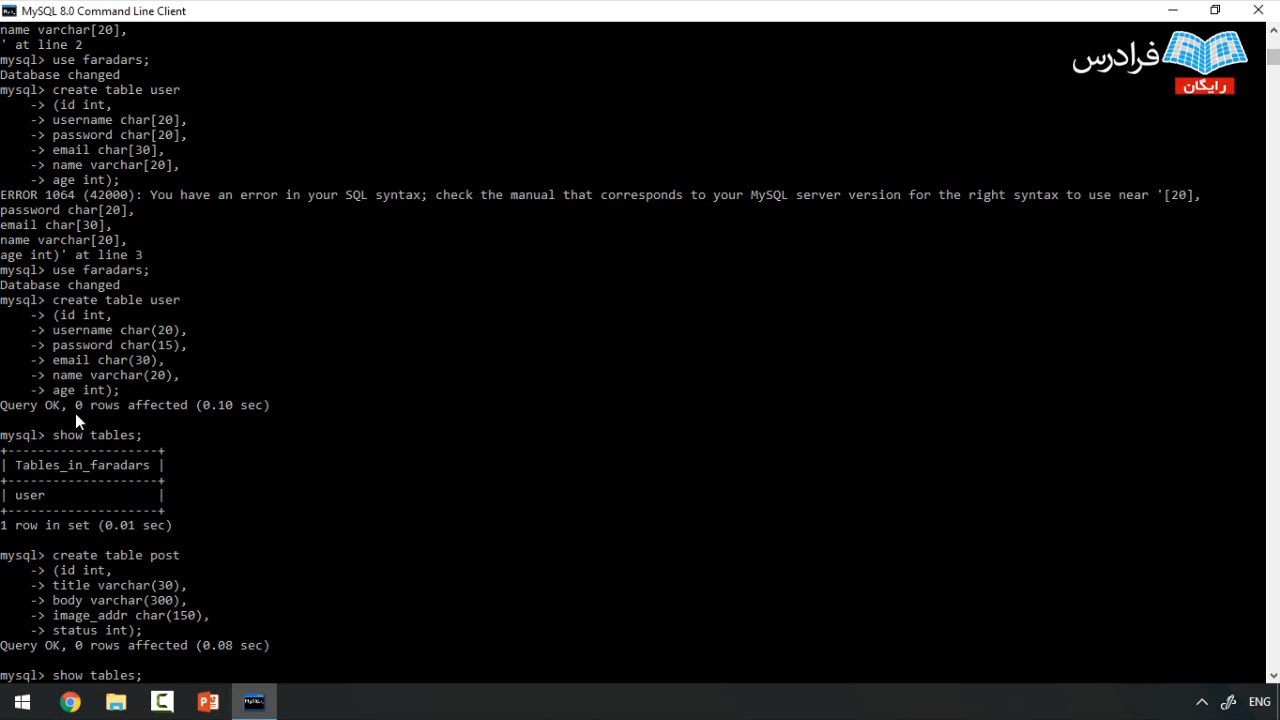 MySQL 8.0 Command Line Client
name varchar[20],
' at line 2
mysql> use faradars;
Database changed
mysql> create table user
    -> (id int,
    -> username char[20],
    -> password char[20],
    -> email char[30],
    -> name varchar[20],
    -> age int);
ERROR 1064 (42000): You have an error in your SQL syntax; check the manual that corresponds to your MySQL server version for the right syntax to use near '[20],
password char[20],
email char[30],
name varchar[20],
age int)' at line 3
mysql> use faradars;
Database changed
mysql> create table user
    -> (id int,
    -> username char(20),
    -> password char(15),
    -> email char(30),
    -> name varchar(20),
    -> age int);
Query OK, 0 rows affected (0.10 sec)
mysql> show tables;
+--------------------+
| Tables_in_faradars |
+--------------------+
| user               |
+--------------------+
1 row in set (0.01 sec)
mysql> create table post
    -> (id int,
    -> title varchar(30),
    -> body varchar(300),
    -> image_addr char(150),
    -> status int);
Query OK, 0 rows affected (0.08 sec)
mysql> show tables;
فرادرس
رایگان
ENG